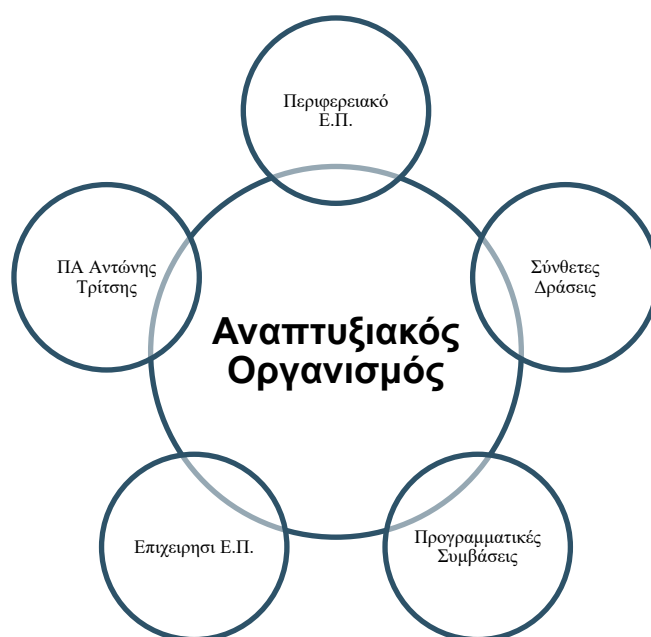 Περιφερειακό
Ε.Π.
ΠΑ Αντώνης
Τρίτσης
Σύνθετες
Δράσεις
Αναπτυξιακός
Οργανισμός
Επιχειρησι Ε.Π.
Προγραμματικές
Συμβάσεις